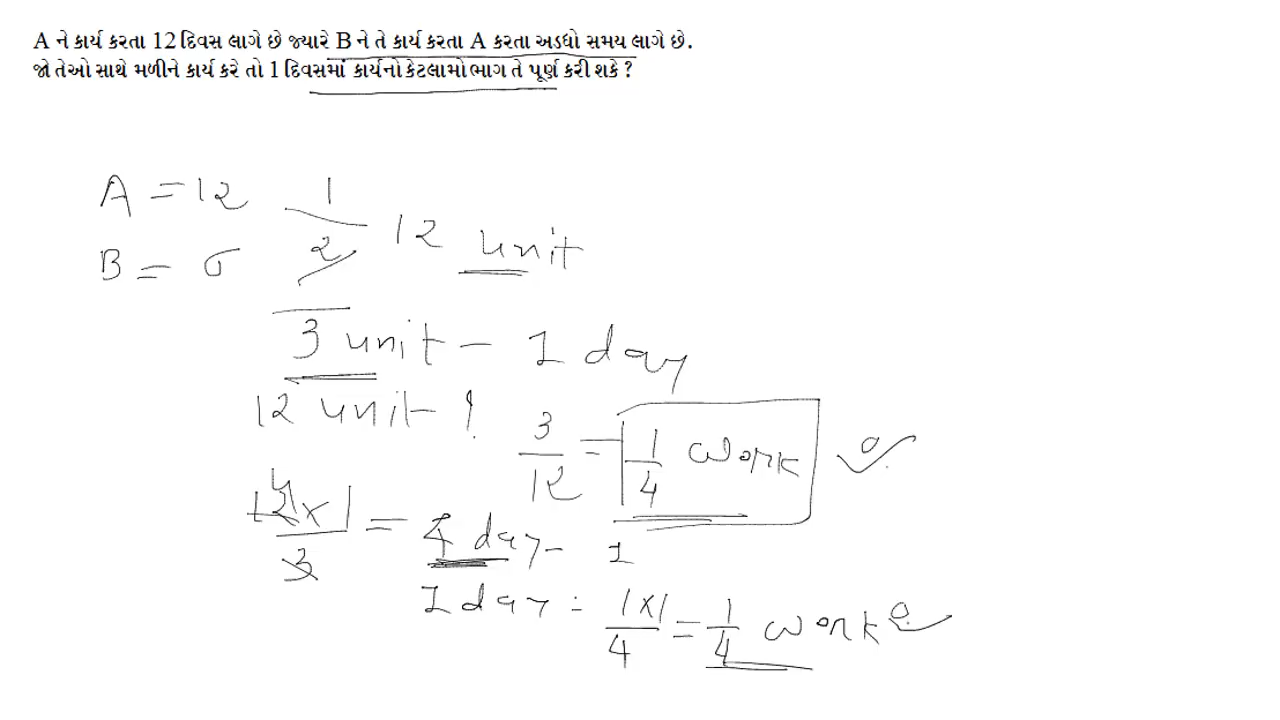 A ને કાર્ય કરતા 12 દિવસ લાગે છે જ્યારે B ને તે કાર્ય કરતા A કરતા અડધો સમય લાગે છે.
જો તેઓ સાથે મળીને કાર્ય કરે તો 1 દિવસમાં કાર્યનો કેટલામો ભાગ તે પૂર્ણ કરી શકે ?
A = 12 1
12 unit
B = 6 2
3 unit - 1 day
12 unit ?
3/12 = 1/4 work
12 x 1/3 = 4 day - 1
1 day = 1x1/4 = 1/4 work